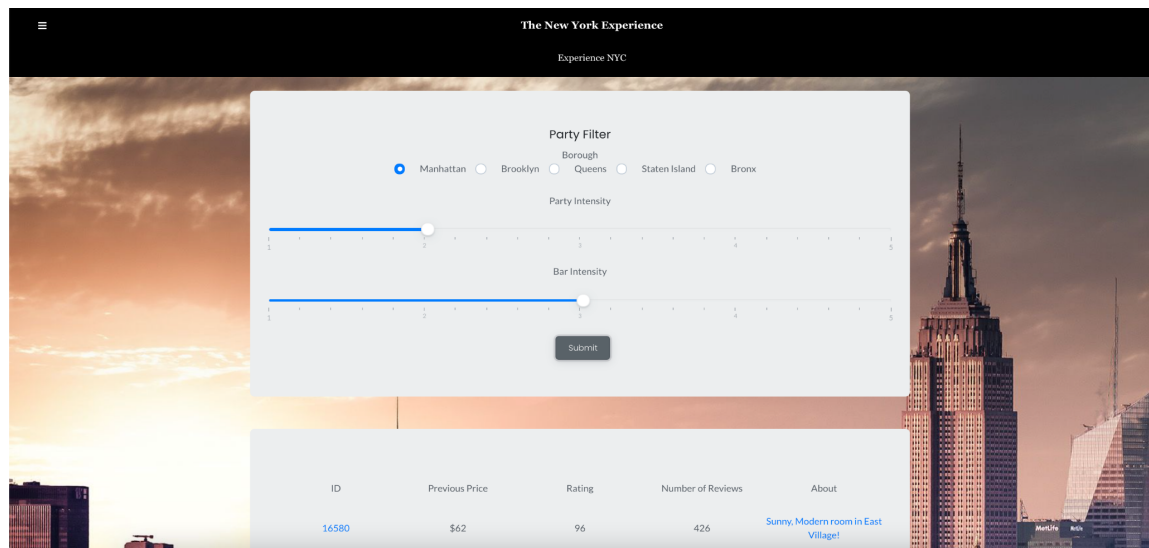 The New York Experience
Experience NYC
Party Filter
Borough
Manhattan Brooklyn Queens Staten Island Bronx
Party Intensity
1 2 3 4 5
Bar Intensity
1 2 3 4 5
Submit
ID Previous Price Rating Number of Reviews About
16580 $62 96 426 Sunny, Modern room in East
Village!
MetLife MetLife